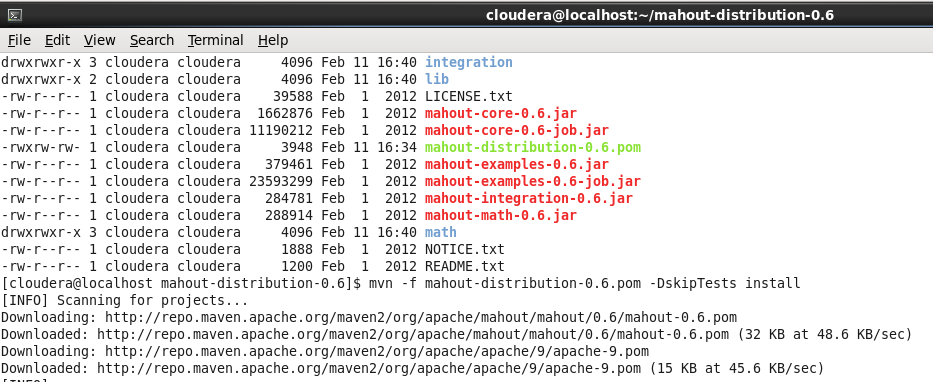 cloudera@localhost:~/mahout-distribution-0.6
File Edit View Search Terminal Help
drwxrwxr-x 3 cloudera cloudera     4096 Feb 11 16:40 integration
drwxrwxr-x 2 cloudera cloudera     4096 Feb 11 16:40 lib
-rw-r--r-- 1 cloudera cloudera    39588 Feb  1  2012 LICENSE.txt
-rw-r--r-- 1 cloudera cloudera  1662876 Feb  1  2012 mahout-core-0.6.jar
-rw-r--r-- 1 cloudera cloudera 11190212 Feb  1  2012 mahout-core-0.6-job.jar
-rwxrw-rw- 1 cloudera cloudera     3948 Feb 11 16:34 mahout-distribution-0.6.pom
-rw-r--r-- 1 cloudera cloudera   379461 Feb  1  2012 mahout-examples-0.6.jar
-rw-r--r-- 1 cloudera cloudera 23593299 Feb  1  2012 mahout-examples-0.6-job.jar
-rw-r--r-- 1 cloudera cloudera   284781 Feb  1  2012 mahout-integration-0.6.jar
-rw-r--r-- 1 cloudera cloudera   288914 Feb  1  2012 mahout-math-0.6.jar
drwxrwxr-x 3 cloudera cloudera     4096 Feb 11 16:40 math
-rw-r--r-- 1 cloudera cloudera     1888 Feb  1  2012 NOTICE.txt
-rw-r--r-- 1 cloudera cloudera     1200 Feb  1  2012 README.txt
[cloudera@localhost mahout-distribution-0.6]$ mvn -f mahout-distribution-0.6.pom -DskipTests install
[INFO] Scanning for projects...
Downloading: http://repo.maven.apache.org/maven2/org/apache/mahout/mahout/0.6/mahout-0.6.pom
Downloaded: http://repo.maven.apache.org/maven2/org/apache/mahout/mahout/0.6/mahout-0.6.pom (32 KB at 48.6 KB/sec)
Downloading: http://repo.maven.apache.org/maven2/org/apache/apache/9/apache-9.pom
Downloaded: http://repo.maven.apache.org/maven2/org/apache/apache/9/apache-9.pom (15 KB at 45.6 KB/sec)